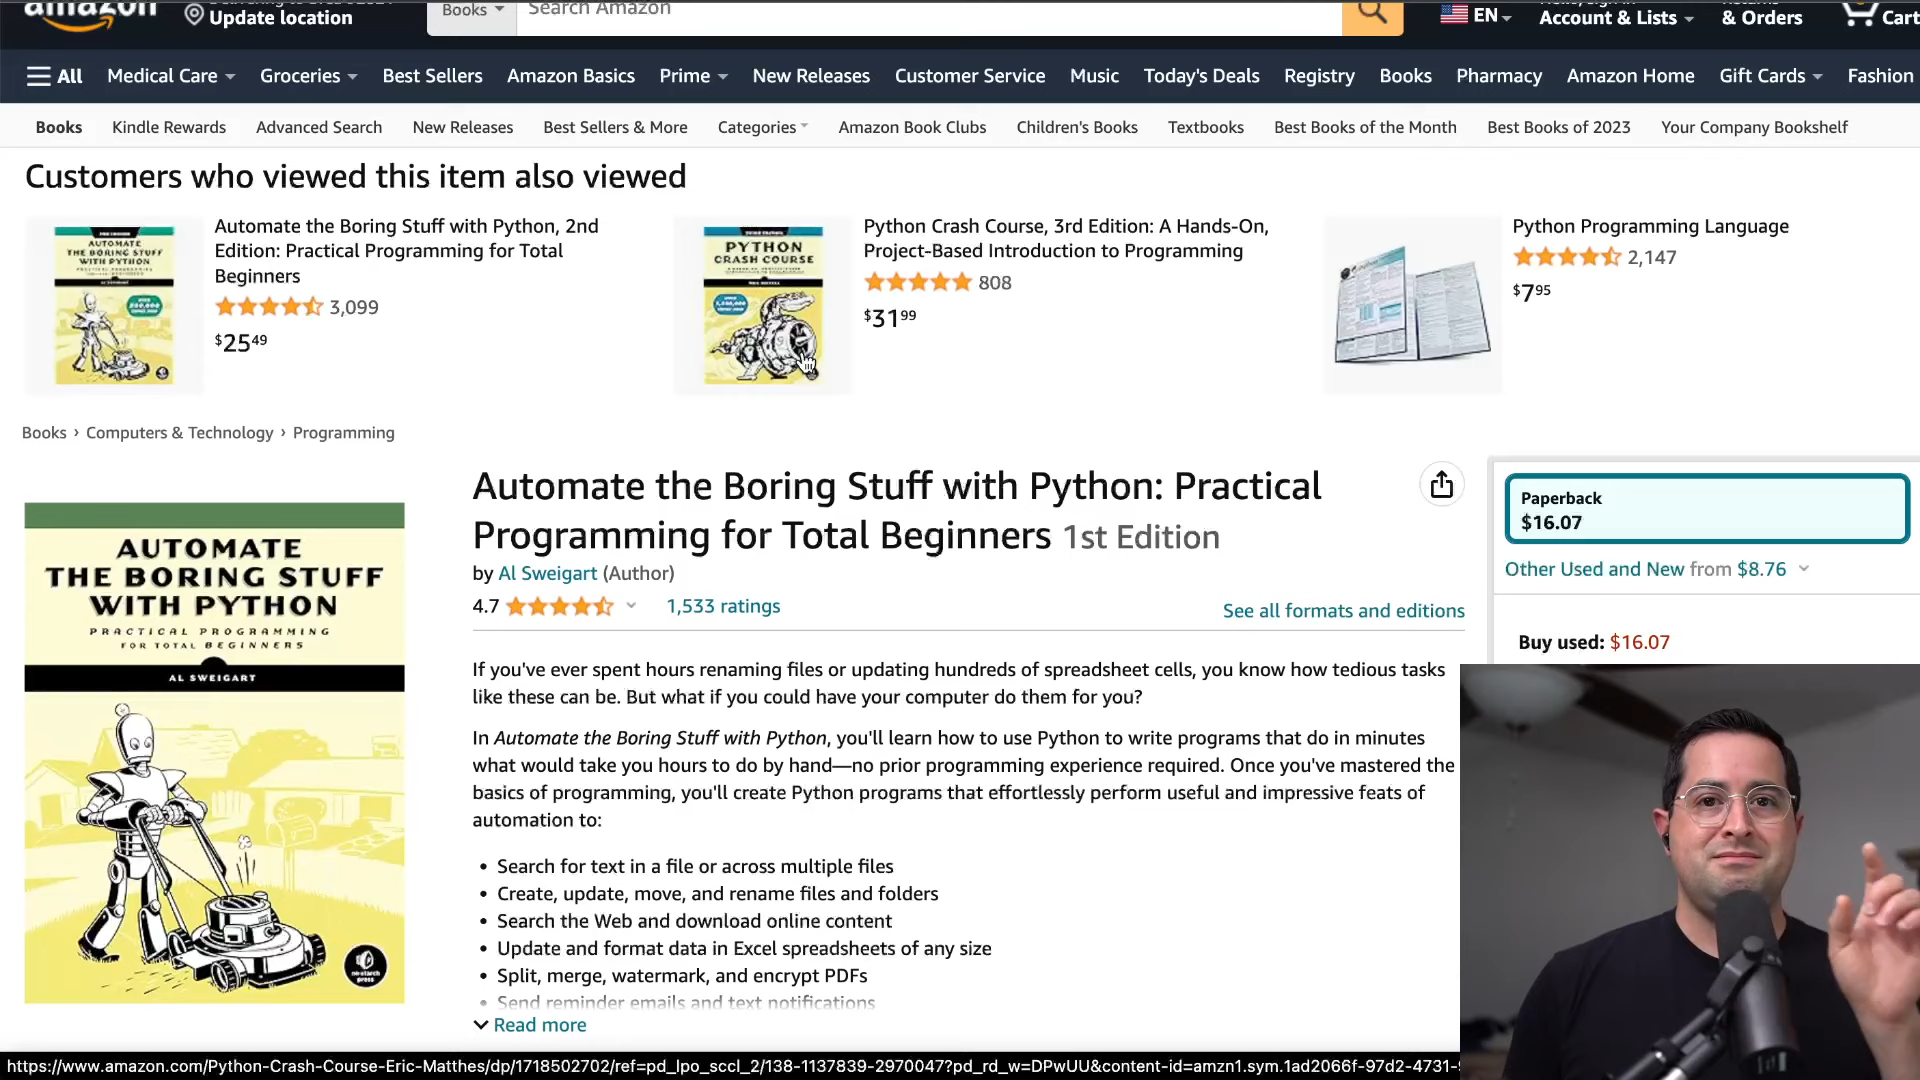 amazon
Update location
Books
Search Amazon
EN
Account & Lists
& Orders
Cart
All
Medical Care
Groceries
Best Sellers
Amazon Basics
Prime
New Releases
Customer Service
Music
Today's Deals
Registry
Books
Pharmacy
Amazon Home
Gift Cards
Fashion
Books
Kindle Rewards
Advanced Search
New Releases
Best Sellers & More
Categories
Amazon Book Clubs
Children's Books
Textbooks
Best Books of the Month
Best Books of 2023
Your Company Bookshelf
Customers who viewed this item also viewed
AUTOMATE
THE BORING STUFF
WITH PYTHON
Automate the Boring Stuff with Python, 2nd
Edition: Practical Programming for Total
Beginners
3,099
$25 49
PYTHON
CRASH COURSE
Python Crash Course, 3rd Edition: A Hands-On,
Project-Based Introduction to Programming
808
$31 99
Python Programming Language
2,147
$7 95
Books › Computers & Technology › Programming
AUTOMATE
THE BORING STUFF
WITH PYTHON
PRACTICAL PROGRAMMING
FOR TOTAL BEGINNERS
AL SWEIGART
no starch
press
Automate the Boring Stuff with Python: Practical
Programming for Total Beginners 1st Edition
by Al Sweigart (Author)
4.7
1,533 ratings
See all formats and editions
If you've ever spent hours renaming files or updating hundreds of spreadsheet cells, you know how tedious tasks
like these can be. But what if you could have your computer do them for you?
In Automate the Boring Stuff with Python, you'll learn how to use Python to write programs that do in minutes
what would take you hours to do by hand—no prior programming experience required. Once you've mastered the
basics of programming, you'll create Python programs that effortlessly perform useful and impressive feats of
automation to:
• Search for text in a file or across multiple files
• Create, update, move, and rename files and folders
• Search the Web and download online content
• Update and format data in Excel spreadsheets of any size
• Split, merge, watermark, and encrypt PDFs
• Send reminder emails and text notifications
Read more
Paperback
$16.07
Other Used and New from $8.76
Buy used: $16.07
https://www.amazon.com/Python-Crash-Course-Eric-Matthes/dp/1718502702/ref=pd_lpo_sccl_2/138-1137839-2970047?pd_rd_w=DPwUU&content-id=amzn1.sym.1ad2066f-97d2-4731-